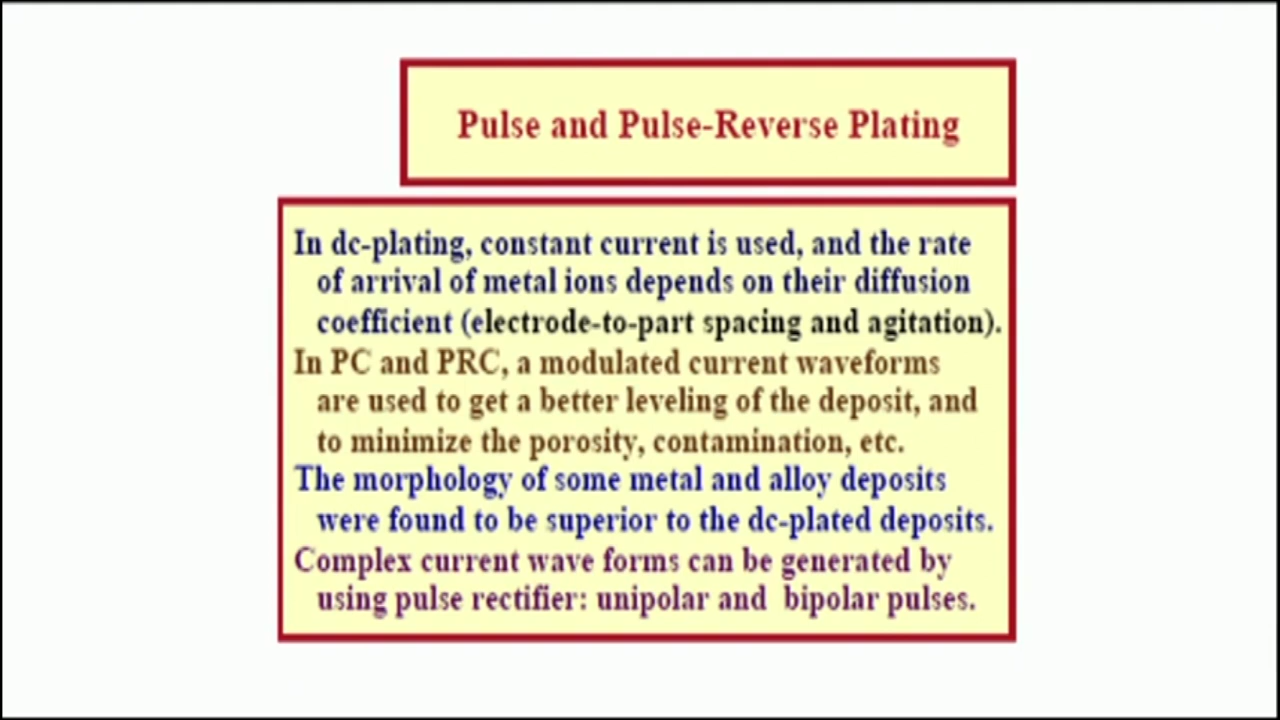 Pulse and Pulse-Reverse Plating
In dc-plating, constant current is used, and the rate
of arrival of metal ions depends on their diffusion
coefficient (electrode-to-part spacing and agitation).
In PC and PRC, a modulated current waveforms
are used to get a better leveling of the deposit, and
to minimize the porosity, contamination, etc.
The morphology of some metal and alloy deposits
were found to be superior to the dc-plated deposits.
Complex current wave forms can be generated by
using pulse rectifier: unipolar and bipolar pulses.